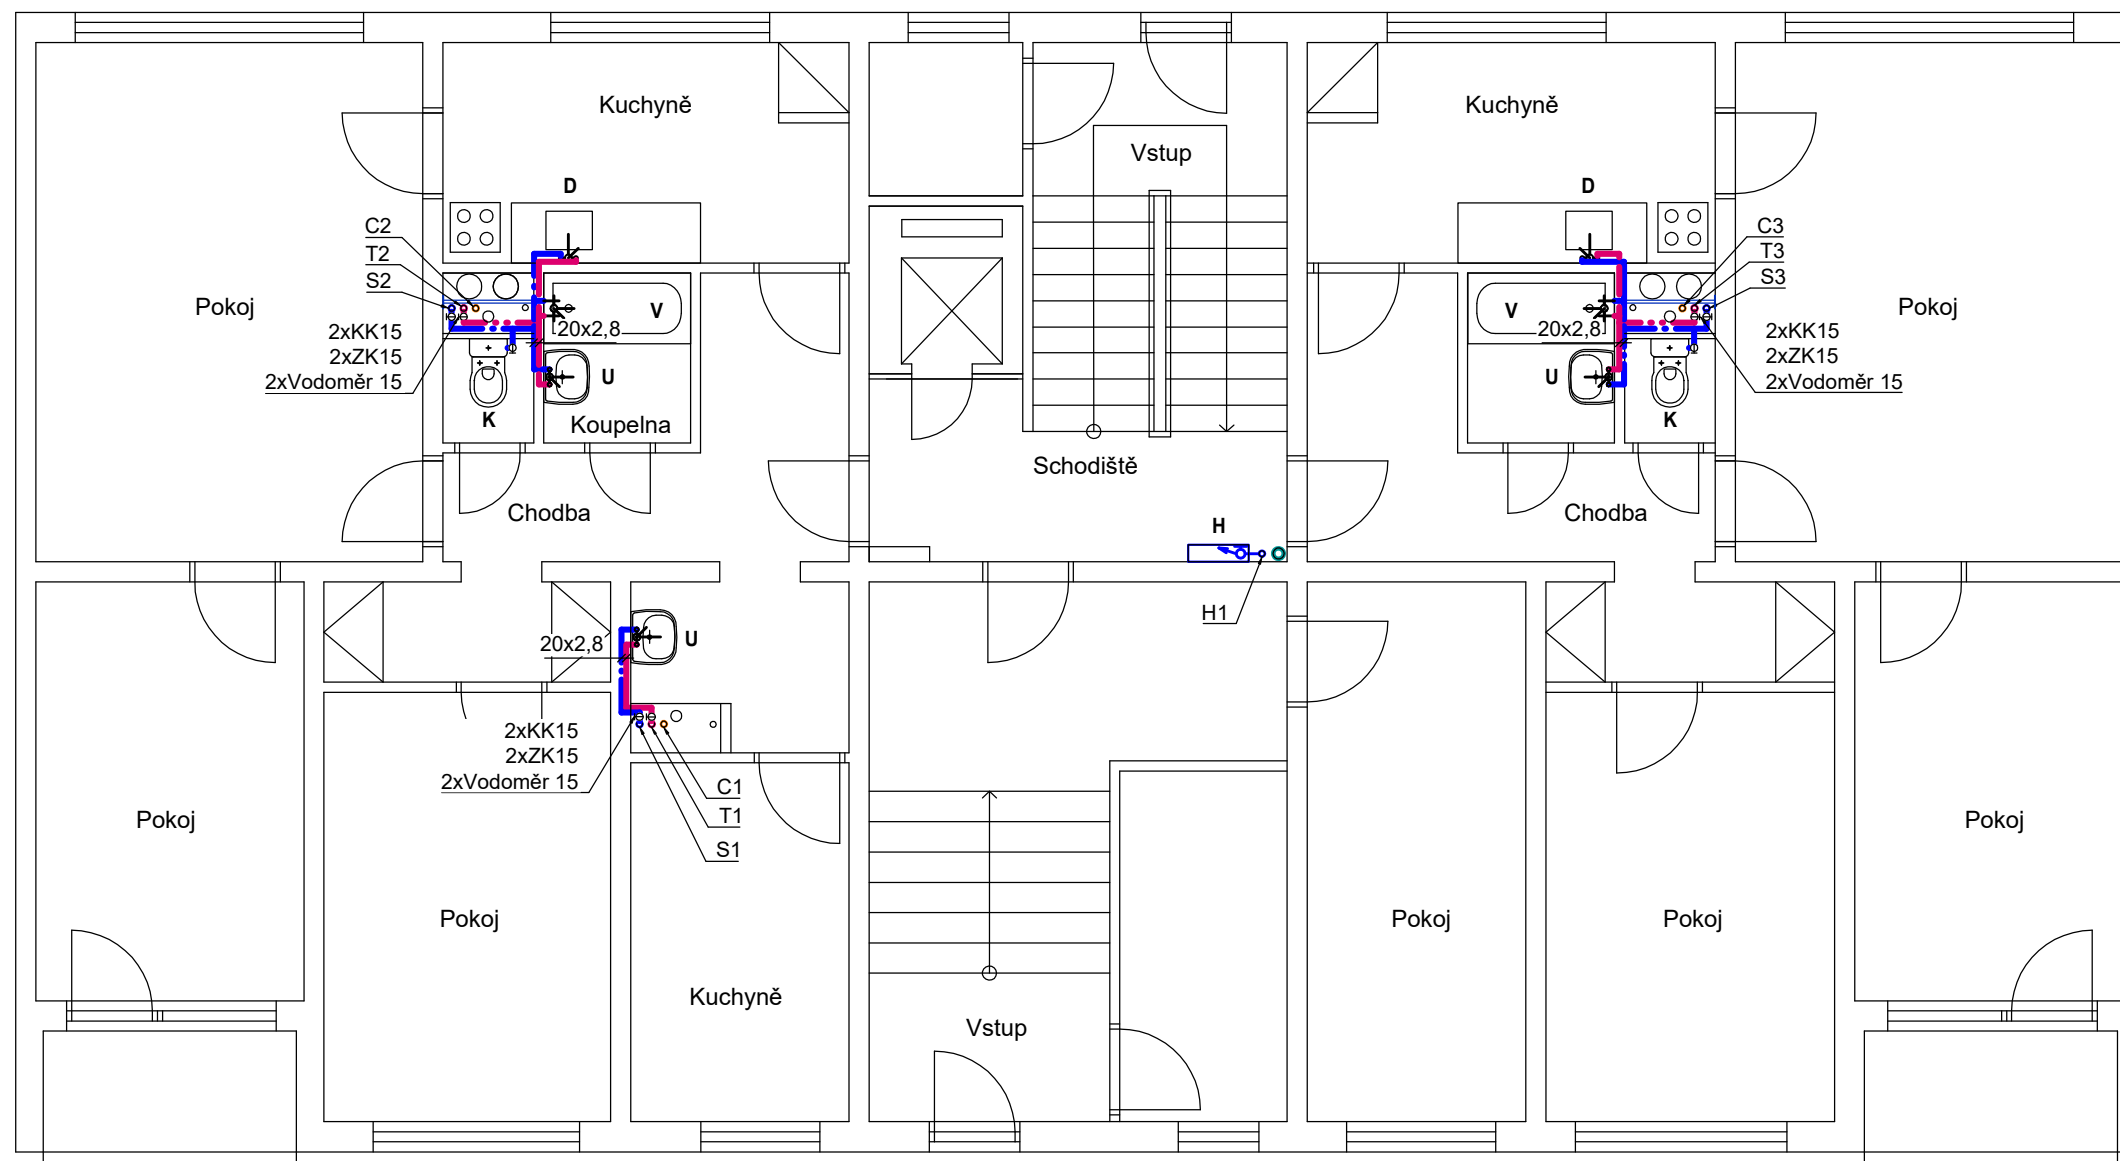 Kuchyně
Kuchyně
Vstup
D
D
C2
T2
S2
C3
T3
S3
Pokoj
Pokoj
V
V
20x2,8
20x2,8
2xKK15
2xZK15
2xVodoměr 15
2xKK15
2xZK15
2xVodoměr 15
U
U
K
K
Koupelna
Schodiště
Chodba
Chodba
H
H1
20x2,8
U
2xKK15
2xZK15
2xVodoměr 15
C1
T1
S1
Pokoj
Pokoj
Pokoj
Pokoj
Pokoj
Kuchyně
Vstup